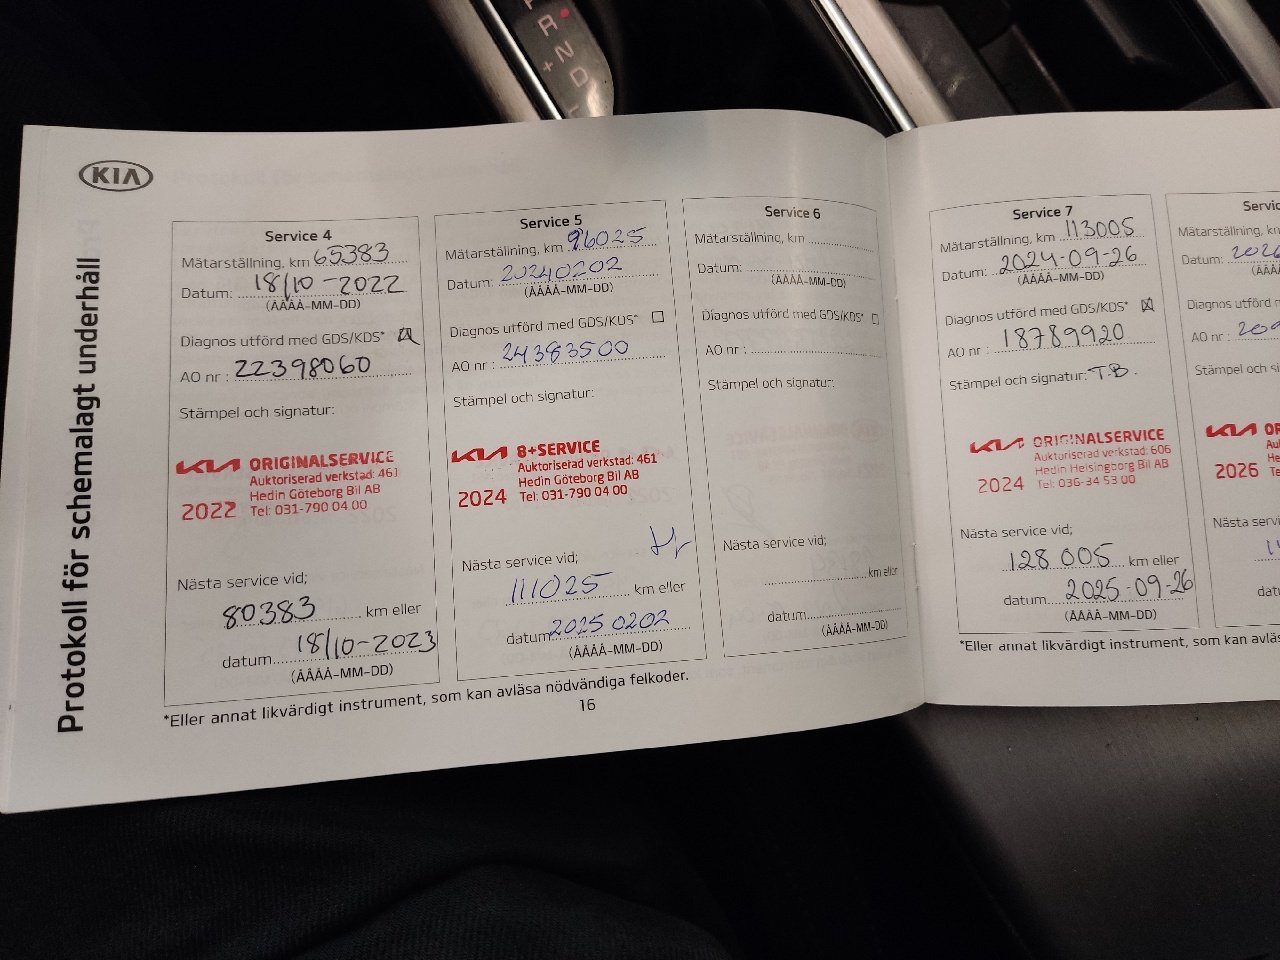 R
N
+ D
KIA
Protokoll för schemalagt underhåll
Service 4
Mätarställning, km 65383
Datum: 18/10-2022
(ÅÅÅÅ-MM-DD)
Diagnos utförd med GDS/KDS*
AO nr : 22398060
Stämpel och signatur:
KIA ORIGINALSERVICE
Auktoriserad verkstad: 461
Hedin Göteborg Bil AB
2022 Tel: 031-790 04 00
Nästa service vid;
80383 km eller
datum 18/10-2023
(ÅÅÅÅ-MM-DD)
Service 5
Mätarställning, km 96025
Datum: 20240202
(ÅÅÅÅ-MM-DD)
Diagnos utförd med GDS/KDS*
AO nr : 24383500
Stämpel och signatur:
KIA 8+SERVICE
Auktoriserad verkstad: 461
Hedin Göteborg Bil AB
2024 Tel: 031-790 04 00
Nästa service vid;
111025 km eller
datum 20250202
(ÅÅÅÅ-MM-DD)
Service 6
Mätarställning, km
Datum:
(ÅÅÅÅ-MM-DD)
Diagnos utförd med GDS/KDS*
AO nr :
Stämpel och signatur:
Nästa service vid;
km eller
datum
(ÅÅÅÅ-MM-DD)
*Eller annat likvärdigt instrument, som kan avläsa nödvändiga felkoder.
16
Service 7
Mätarställning, km 113005
Datum: 2024-09-26
(ÅÅÅÅ-MM-DD)
Diagnos utförd med GDS/KDS*
AO nr : 18789920
Stämpel och signatur: T.B.
KIA ORIGINALSERVICE
Auktoriserad verkstad: 606
Hedin Helsingborg Bil AB
2024 Tel: 036-34 53 00
Nästa service vid;
128 005 km eller
datum 2025-09-26
(ÅÅÅÅ-MM-DD)
Mätarställning, km
Datum:
Diagnos utförd
AO nr :
Stämpel och
KIA
2026
Nästa
*Eller annat likvärdigt instrument, som kan